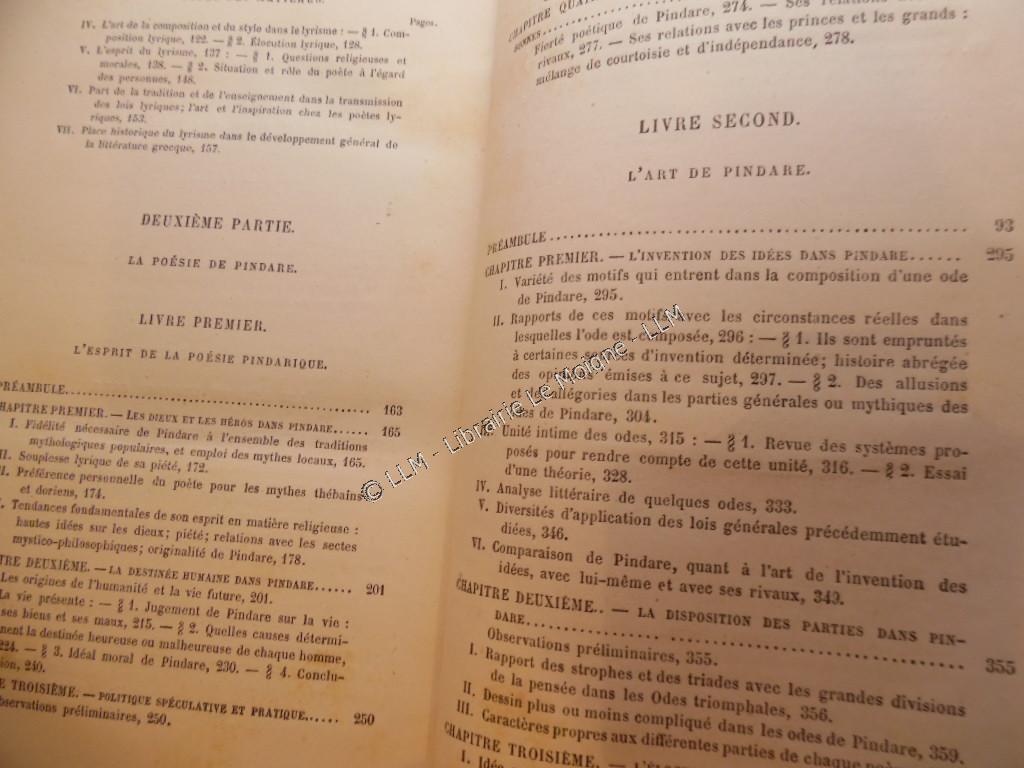 Pages.
IV. L'art de la composition et du style dans le lyrisme : — § 1. Com-
position lyrique, 122. — § 2. Élocution lyrique, 128.
V. L'esprit du lyrisme, 137 : — § 1. Questions religieuses et
morales, 138. — § 2. Situation et rôle du poète à l'égard
des personnes, 148.
VI. Part de la tradition et de l'enseignement dans la transmission
des lois lyriques; l'art et l'inspiration chez les poètes ly-
riques, 153.
VII. Place historique du lyrisme dans le développement général de
la littérature grecque, 157.
DEUXIÈME PARTIE.
LA POÉSIE DE PINDARE.
LIVRE PREMIER.
L'ESPRIT DE LA POÉSIE PINDARIQUE.
PRÉAMBULE 163
CHAPITRE PREMIER. — LES DIEUX ET LES HÉROS DANS PINDARE 165
I. Fidélité nécessaire de Pindare à l'ensemble des traditions
mythologiques populaires, et emploi des mythes locaux, 165.
II. Souplesse lyrique de sa piété, 172.
Préférence personnelle du poète pour les mythes thébains
et doriens, 174.
Tendances fondamentales de son esprit en matière religieuse :
hautes idées sur les dieux; piété; relations avec les sectes
mystico-philosophiques; originalité de Pindare, 178.
TRE DEUXIÈME. — LA DESTINÉE HUMAINE DANS PINDARE 201
Les origines de l'humanité et la vie future, 201.
La vie présente : — § 1. Jugement de Pindare sur la vie :
ses biens et ses maux, 215. — § 2. Quelles causes détermi-
nent la destinée heureuse ou malheureuse de chaque homme,
224. — § 3. Idéal moral de Pindare, 230. — § 4. Conclu-
sion, 240.
E TROISIÈME. — POLITIQUE SPÉCULATIVE ET PRATIQUE 250
Observations préliminaires, 250.
CHAPITRE
Fierté poétique de Pindare, 274. — Ses relations
rivaux, 277. — Ses relations avec les princes et les grands :
mélange de courtoisie et d'indépendance, 278.
LIVRE SECOND.
L'ART DE PINDARE.
PRÉAMBULE 93
CHAPITRE PREMIER. — L'INVENTION DES IDÉES DANS PINDARE 295
I. Variété des motifs qui entrent dans la composition d'une ode
de Pindare, 295.
II. Rapports de ces motifs avec les circonstances réelles dans
lesquelles l'ode est composée, 296 : — § 1. Ils sont empruntés
à certaines sources d'invention déterminée; histoire abrégée
des opinions émises à ce sujet, 297. — § 2. Des allusions
et des allégories dans les parties générales ou mythiques des
odes de Pindare, 304.
Unité intime des odes, 315 : — § 1. Revue des systèmes pro-
posés pour rendre compte de cette unité, 316. — § 2. Essai
d'une théorie, 328.
IV. Analyse littéraire de quelques odes, 333.
V. Diversités d'application des lois générales précédemment étu-
diées, 346.
VI. Comparaison de Pindare, quant à l'art de l'invention des
idées, avec lui-même et avec ses rivaux, 349.
CHAPITRE DEUXIÈME.. — LA DISPOSITION DES PARTIES DANS PIN-
DARE 355
Observations préliminaires, 355.
I. Rapport des strophes et des triades avec les grandes divisions
de la pensée dans les Odes triomphales, 356.
II. Dessin plus ou moins compliqué dans les odes de Pindare, 359.
III. Caractères propres aux différentes parties de chaque
CHAPITRE TROISIÈME. —
I. Idée
© LLM - Librairie Le Moigne - LLM